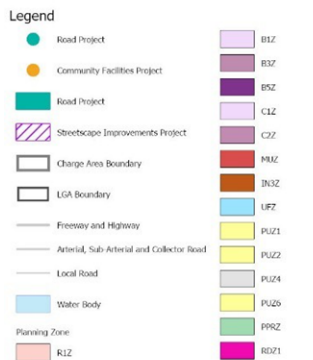 Legend
Road Project
Community Facilities Project
Road Project
Streetscape Improvements Project
Charge Area Boundary
LGA Boundary
Freeway and Highway
Arterial, Sub-Arterial and Collector Road
Local Road
Water Body
Planning Zone
R1Z
B1Z
B3Z
B5Z
C1Z
C2Z
MUZ
IN3Z
UFZ
PUZ1
PUZ2
PUZ4
PUZ6
PPRZ
RDZ1